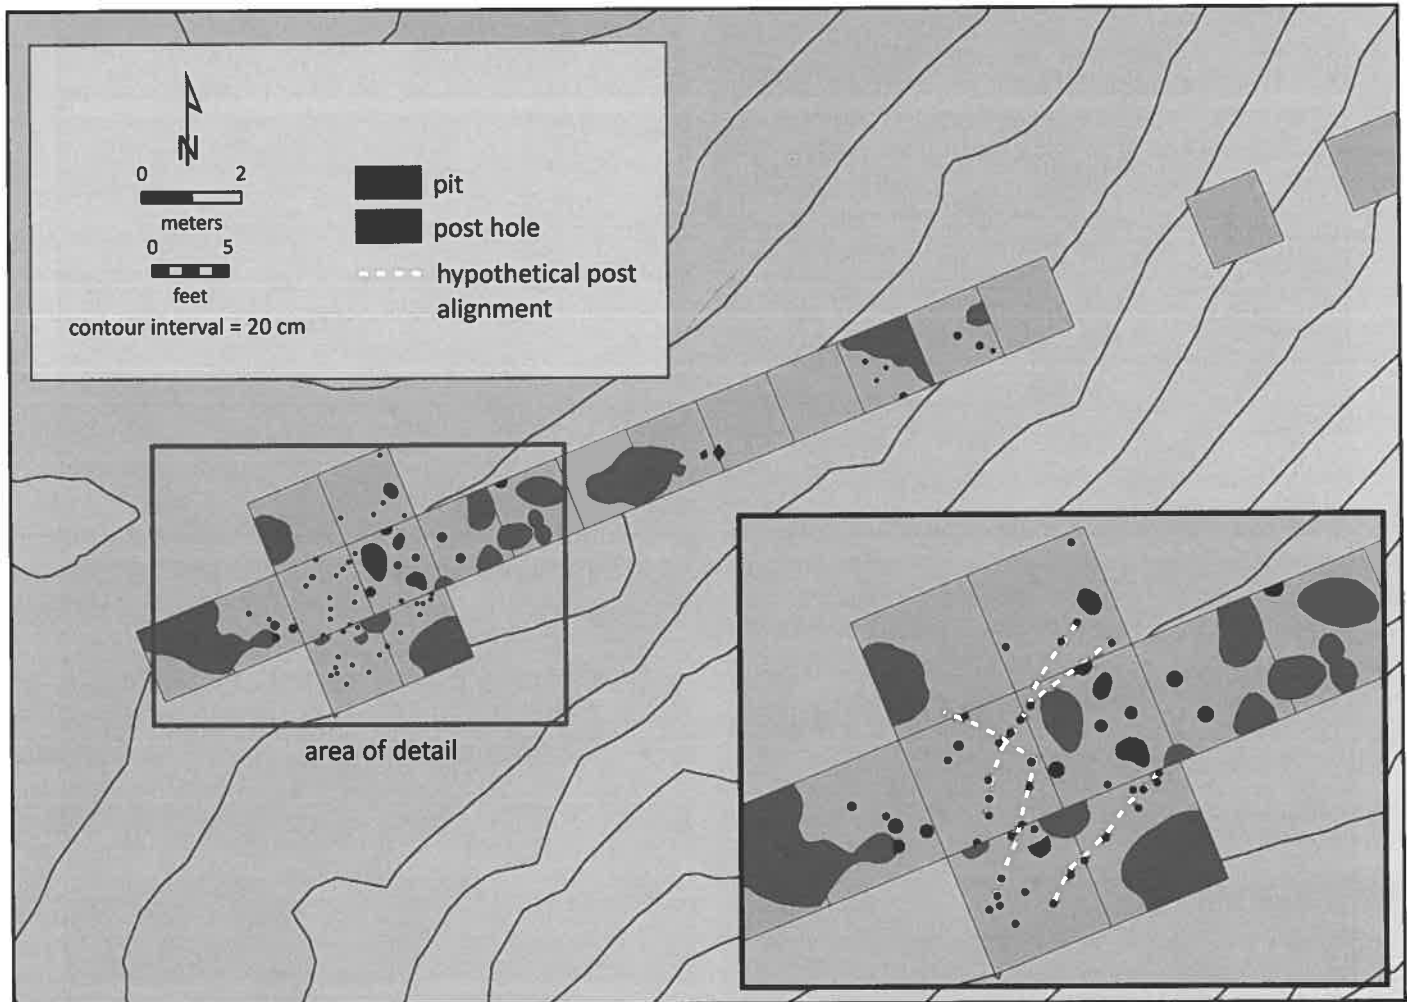 N
0 2
meters
0 5
feet
contour interval = 20 cm
pit
post hole
hypothetical post
alignment
area of detail